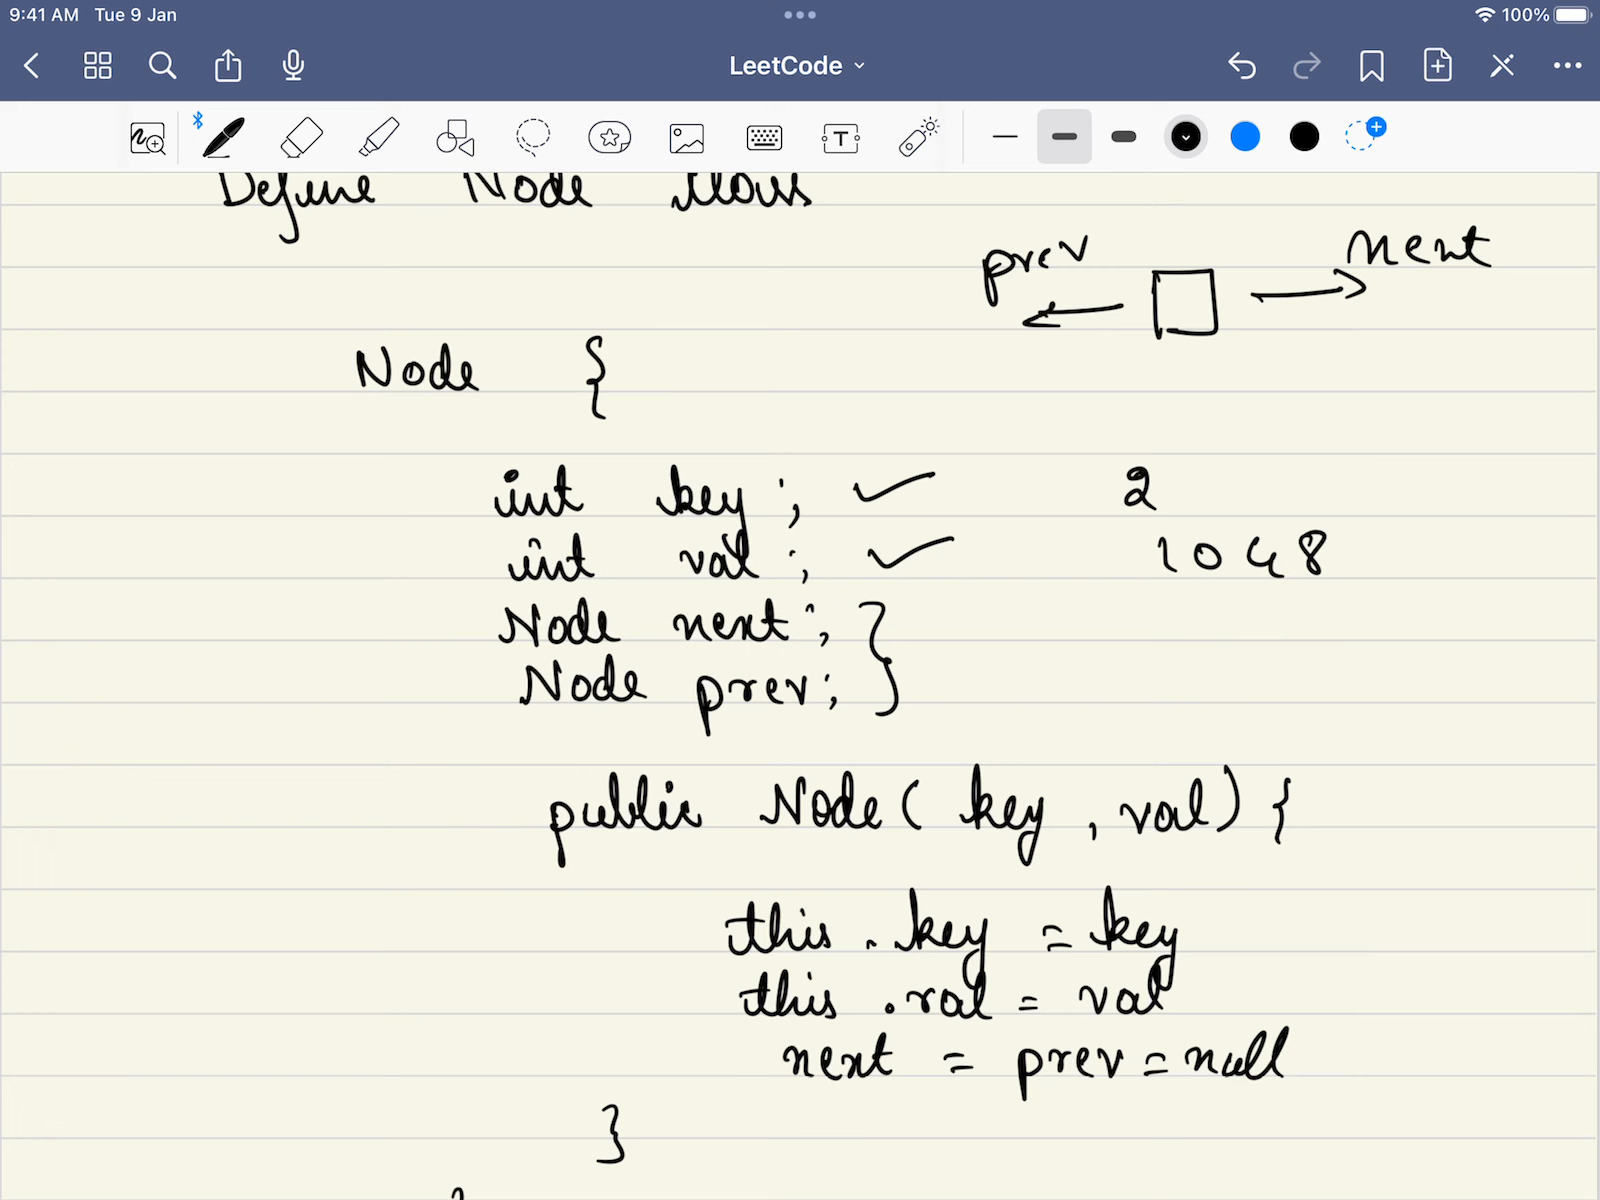 9:41 AM Tue 9 Jan
100%
LeetCode
T
Define Node class
prev next
Node {
int key ; 2
int val ; 1048
Node next ; }
Node prev ;
public Node ( key , val ) {
this . key = key
this . val = val
next = prev = null
}